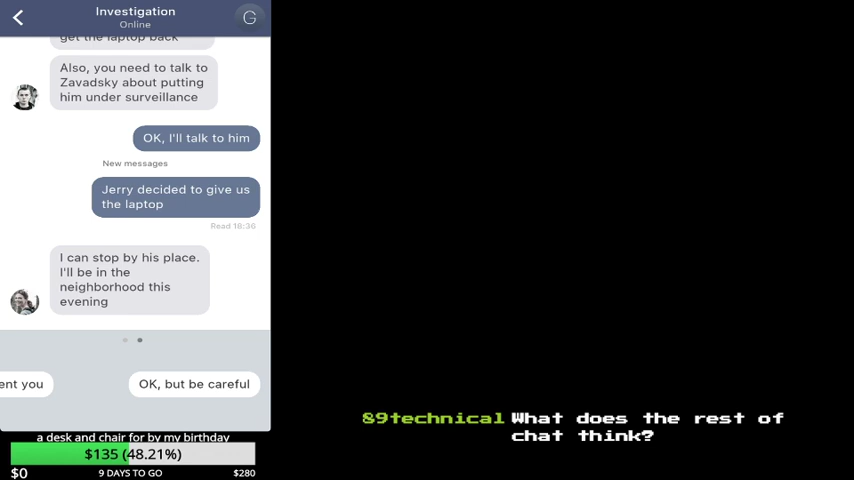 Investigation
Online
G
get the laptop back
Also, you need to talk to
Zavadsky about putting
him under surveillance
OK, I'll talk to him
New messages
Jerry decided to give us
the laptop
Read 18:36
I can stop by his place.
I'll be in the
neighborhood this
evening
ent you
OK, but be careful
a desk and chair for by my birthday
$135 (48.21%)
$0
9 DAYS TO GO
$280
89technical What does the rest of
chat think?